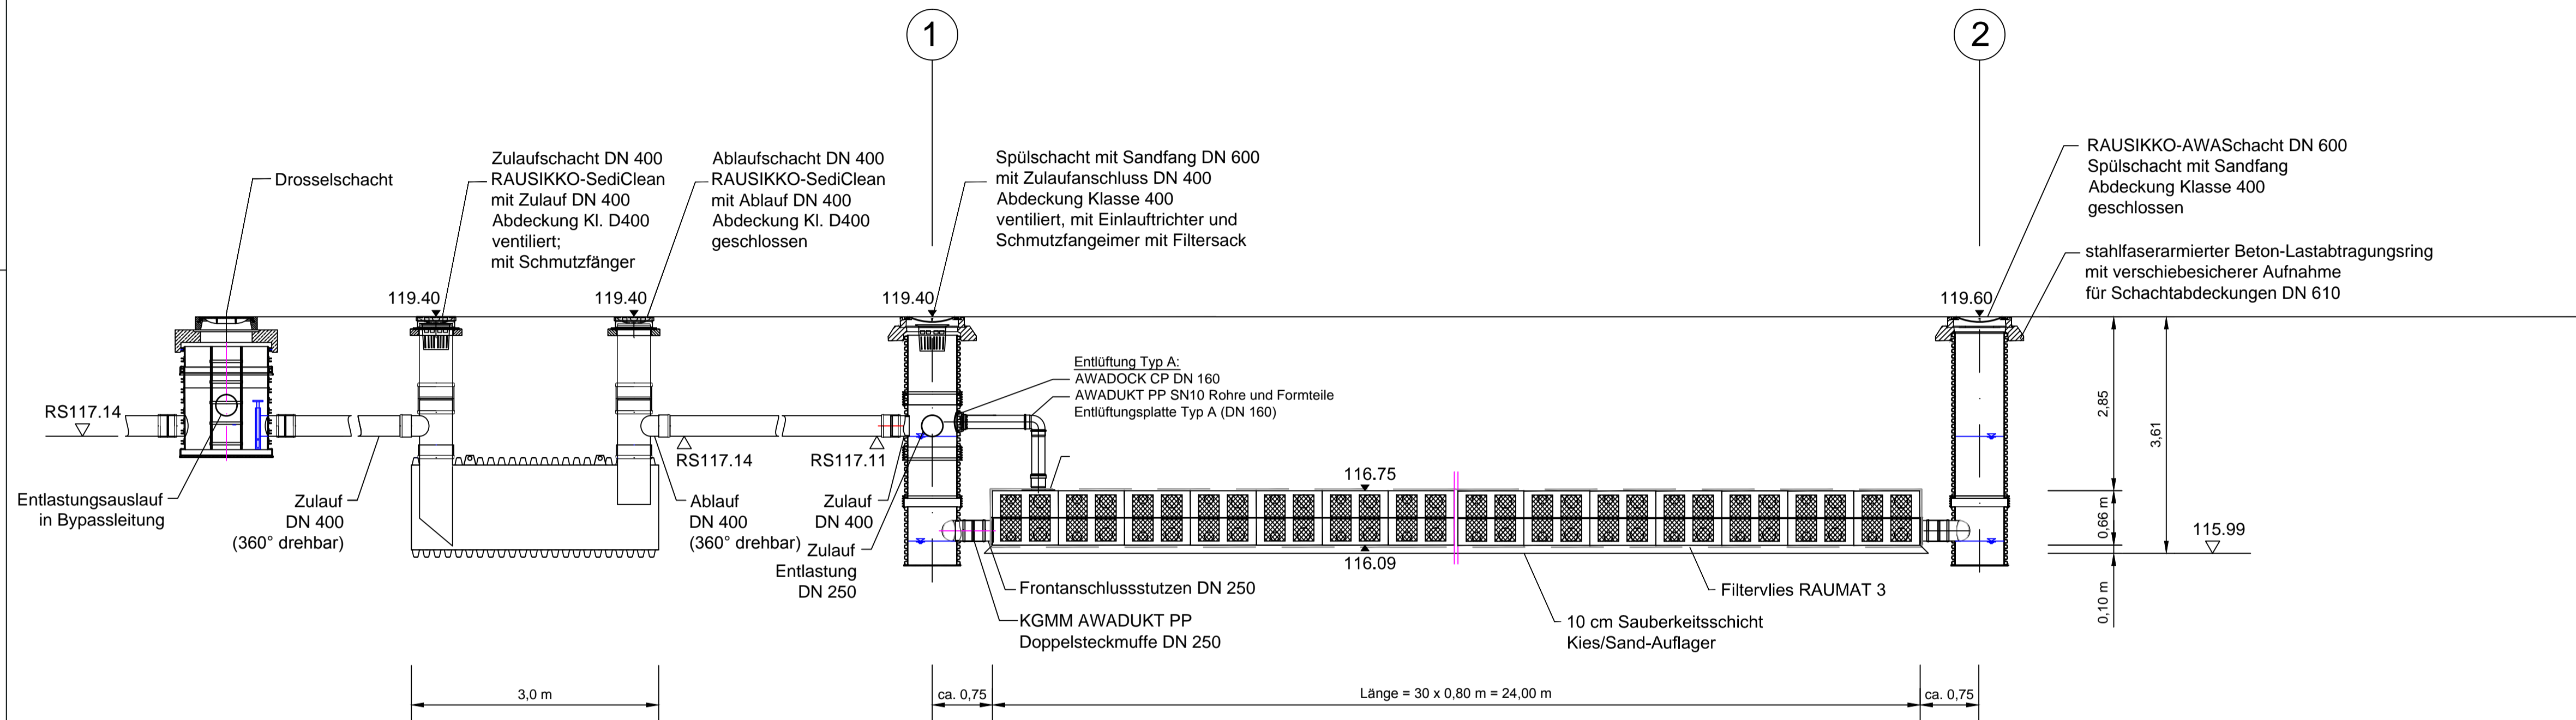 1
2
Drosselschacht
Zulaufschacht DN 400
RAUSIKKO-SediClean
mit Zulauf DN 400
Abdeckung Kl. D400
ventiliert;
mit Schmutzfänger
Ablaufschacht DN 400
RAUSIKKO-SediClean
mit Ablauf DN 400
Abdeckung Kl. D400
geschlossen
Spülschacht mit Sandfang DN 600
mit Zulaufanschluss DN 400
Abdeckung Klasse 400
ventiliert, mit Einlauftrichter und
Schmutzfangeimer mit Filtersack
RAUSIKKO-AWASchacht DN 600
Spülschacht mit Sandfang
Abdeckung Klasse 400
geschlossen
stahlfaserarmierter Beton-Lastabtragungsring
mit verschiebesicherer Aufnahme
für Schachtabdeckungen DN 610
119.40
119.40
119.40
119.60
Entlüftung Typ A:
AWADOCK CP DN 160
AWADUKT PP SN10 Rohre und Formteile
Entlüftungsplatte Typ A (DN 160)
RS117.14
RS117.14
RS117.11
116.75
116.09
2,85
3,61
0,66 m
0,10 m
115.99
Entlastungsauslauf
in Bypassleitung
Zulauf
DN 400
(360° drehbar)
Ablauf
DN 400
(360° drehbar)
Zulauf
DN 400
Zulauf
Entlastung
DN 250
Frontanschlussstutzen DN 250
KGMM AWADUKT PP
Doppelsteckmuffe DN 250
Filtervlies RAUMAT 3
10 cm Sauberkeitsschicht
Kies/Sand-Auflager
3,0 m
ca. 0,75
Länge = 30 x 0,80 m = 24,00 m
ca. 0,75